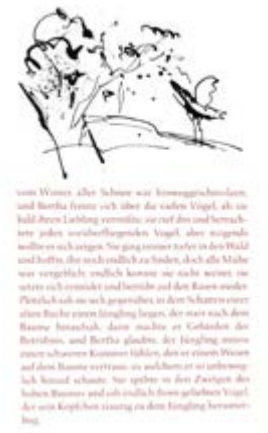 vom Winter. Aller Schnee war hinweggeschmolzen,
und Bertha freute sich über die vielen Vögel, als sie
bald ihren Liebling vermißte; sie rief ihn und betrach-
tete jeden vorüberfliegenden Vogel, aber nirgends
wollte er sich zeigen. Sie ging immer tiefer in den Wald
und hoffte, ihn noch endlich zu finden, doch alle Mühe
war vergeblich; endlich konnte sie nicht weiter, sie
setzte sich ermüdet und betrübt auf den Rasen nieder.
Plötzlich sah sie sich gegenüber, in dem Schatten einer
alten Buche einen Jüngling liegen, der starr nach dem
Baume hinaufsah, dann machte er Gebärden der
Betrübnis, und Bertha glaubte, der Jüngling müsse
einen schweren Kummer fühlen, den er einem Wesen
auf dem Baume vertraue, zu welchem er so unbeweg-
lich hinauf schaute. Sie spähte in den Zweigen des
hohen Baumes und sah endlich ihren geliebten Vogel,
der sein Köpfchen traurig zu dem Jüngling herunter-
bog.